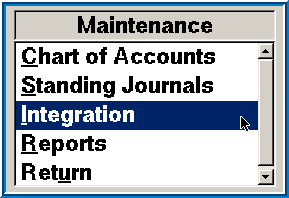 Maintenance
Chart of Accounts
Standing Journals
Integration
Reports
Return